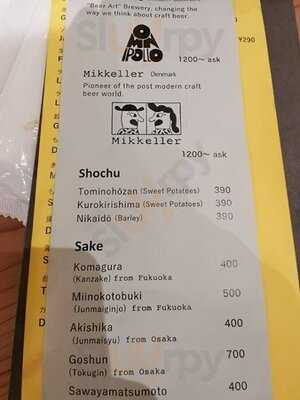 "Beer Art" Brewery, changing the
way we think about craft beer.
OMNI
POLLO
1200~ ask
¥290
Mikkeller Denmark
Pioneer of the post modern craft
beer world.
Mikkeller
1200~ ask
Shochu
Tominohōzan (Sweet Potatoes) 390
Kurokirishima (Sweet Potatoes) 390
Nikaidō (Barley) 390
Sake
Komagura 400
(Kanzake) from Fukuoka
Miinokotobuki 500
(Junmaiginjo) from Fukuoka
Akishika 400
(Junmaisyu) from Osaka
Goshun 700
(Tokugin) from Osaka
Sawayamatsumoto 400